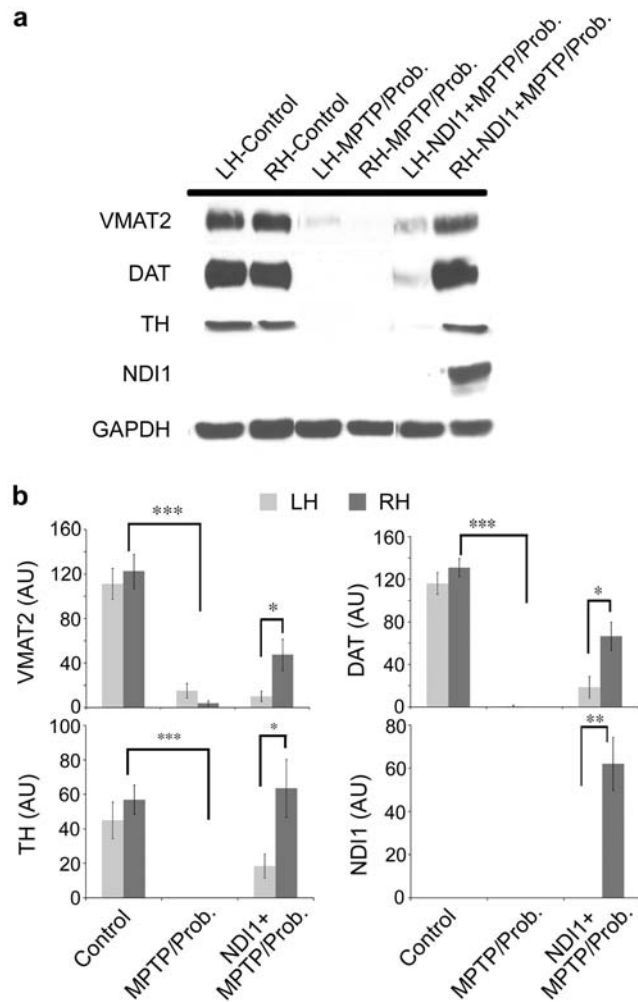 a
LH-Control
RH-Control
LH-MPTP/Prob.
RH-MPTP/Prob.
LH-NDI1+MPTP/Prob.
RH-NDI1+MPTP/Prob.
VMAT2
DAT
TH
NDI1
GAPDH
b
LH RH
VMAT2 (AU)
160
120
80
40
0
***
*
DAT (AU)
160
120
80
40
0
***
*
TH (AU)
100
80
60
40
20
0
***
*
Control
MPTP/Prob.
NDI1+
MPTP/Prob.
NDI1 (AU)
80
60
40
20
0
**
Control
MPTP/Prob.
NDI1+
MPTP/Prob.